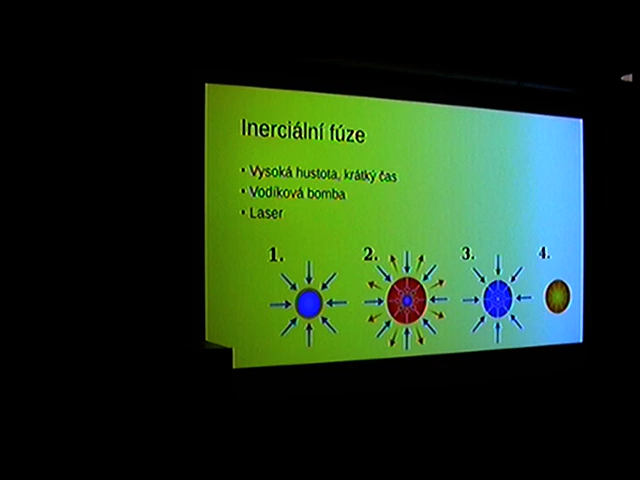 Inerciální fúze
• Vysoká hustota, krátký čas
• Vodíková bomba
• Laser
1. 2. 3. 4.